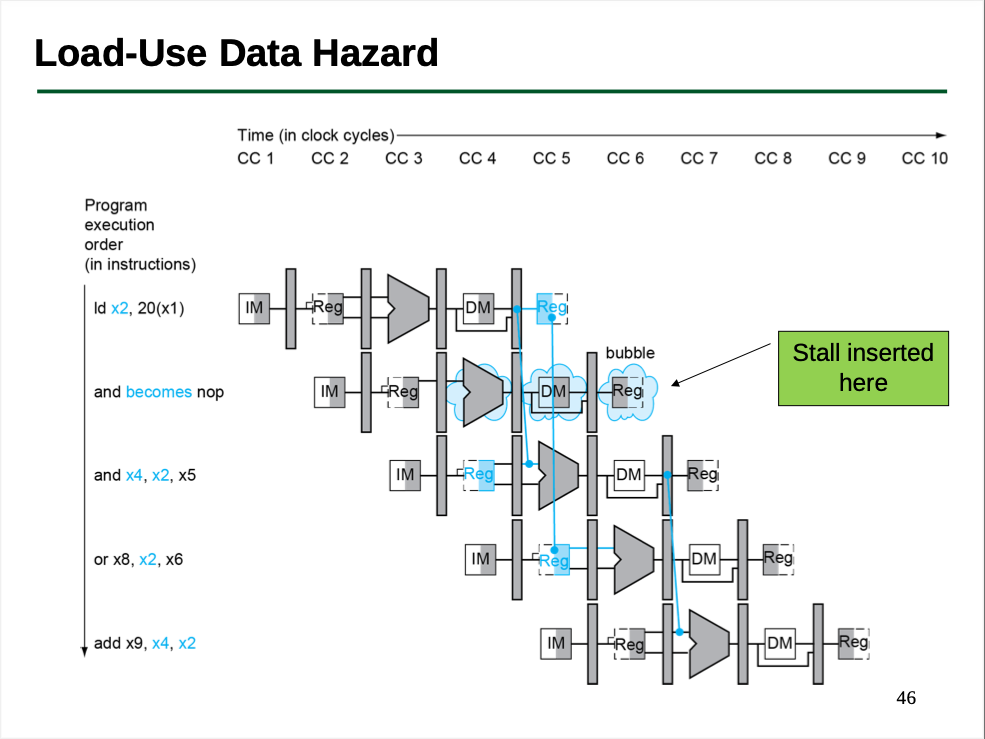 Load-Use Data Hazard
Time (in clock cycles)
CC 1 CC 2 CC 3 CC 4 CC 5 CC 6 CC 7 CC 8 CC 9 CC 10
Program
execution
order
(in instructions)
ld x2, 20(x1)
IM Reg DM Reg
bubble
Stall inserted
here
and becomes nop
IM Reg DM Reg
and x4, x2, x5
IM Reg DM Reg
or x8, x2, x6
IM Reg DM Reg
add x9, x4, x2
IM Reg DM Reg
46